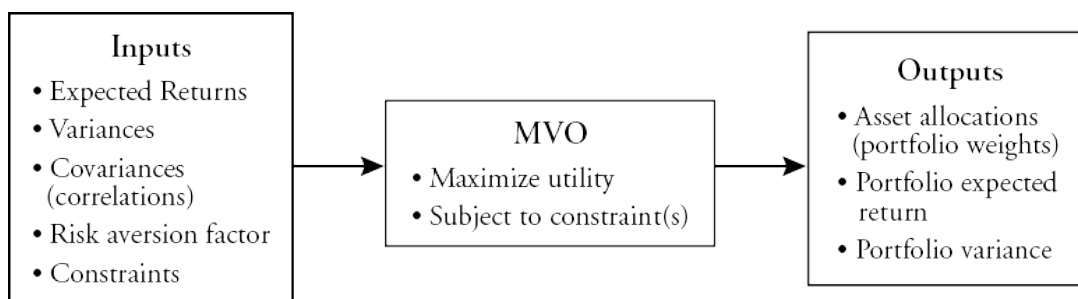 Inputs
• Expected Returns
• Variances
• Covariances
(correlations)
• Risk aversion factor
• Constraints
MVO
• Maximize utility
• Subject to constraint(s)
Outputs
• Asset allocations
(portfolio weights)
• Portfolio expected
return
• Portfolio variance